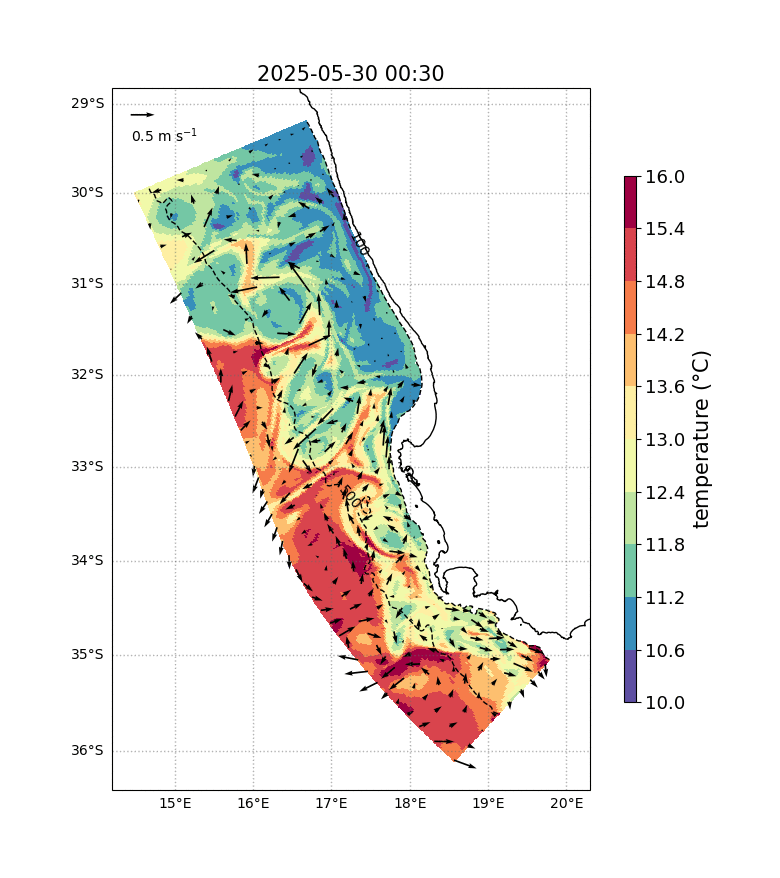 2025-05-30 00:30
0.5 m s⁻¹
29°S
30°S
31°S
32°S
33°S
34°S
35°S
36°S
15°E
16°E
17°E
18°E
19°E
20°E
100
500
16.0
15.4
14.8
14.2
13.6
13.0
12.4
11.8
11.2
10.6
10.0
temperature (°C)